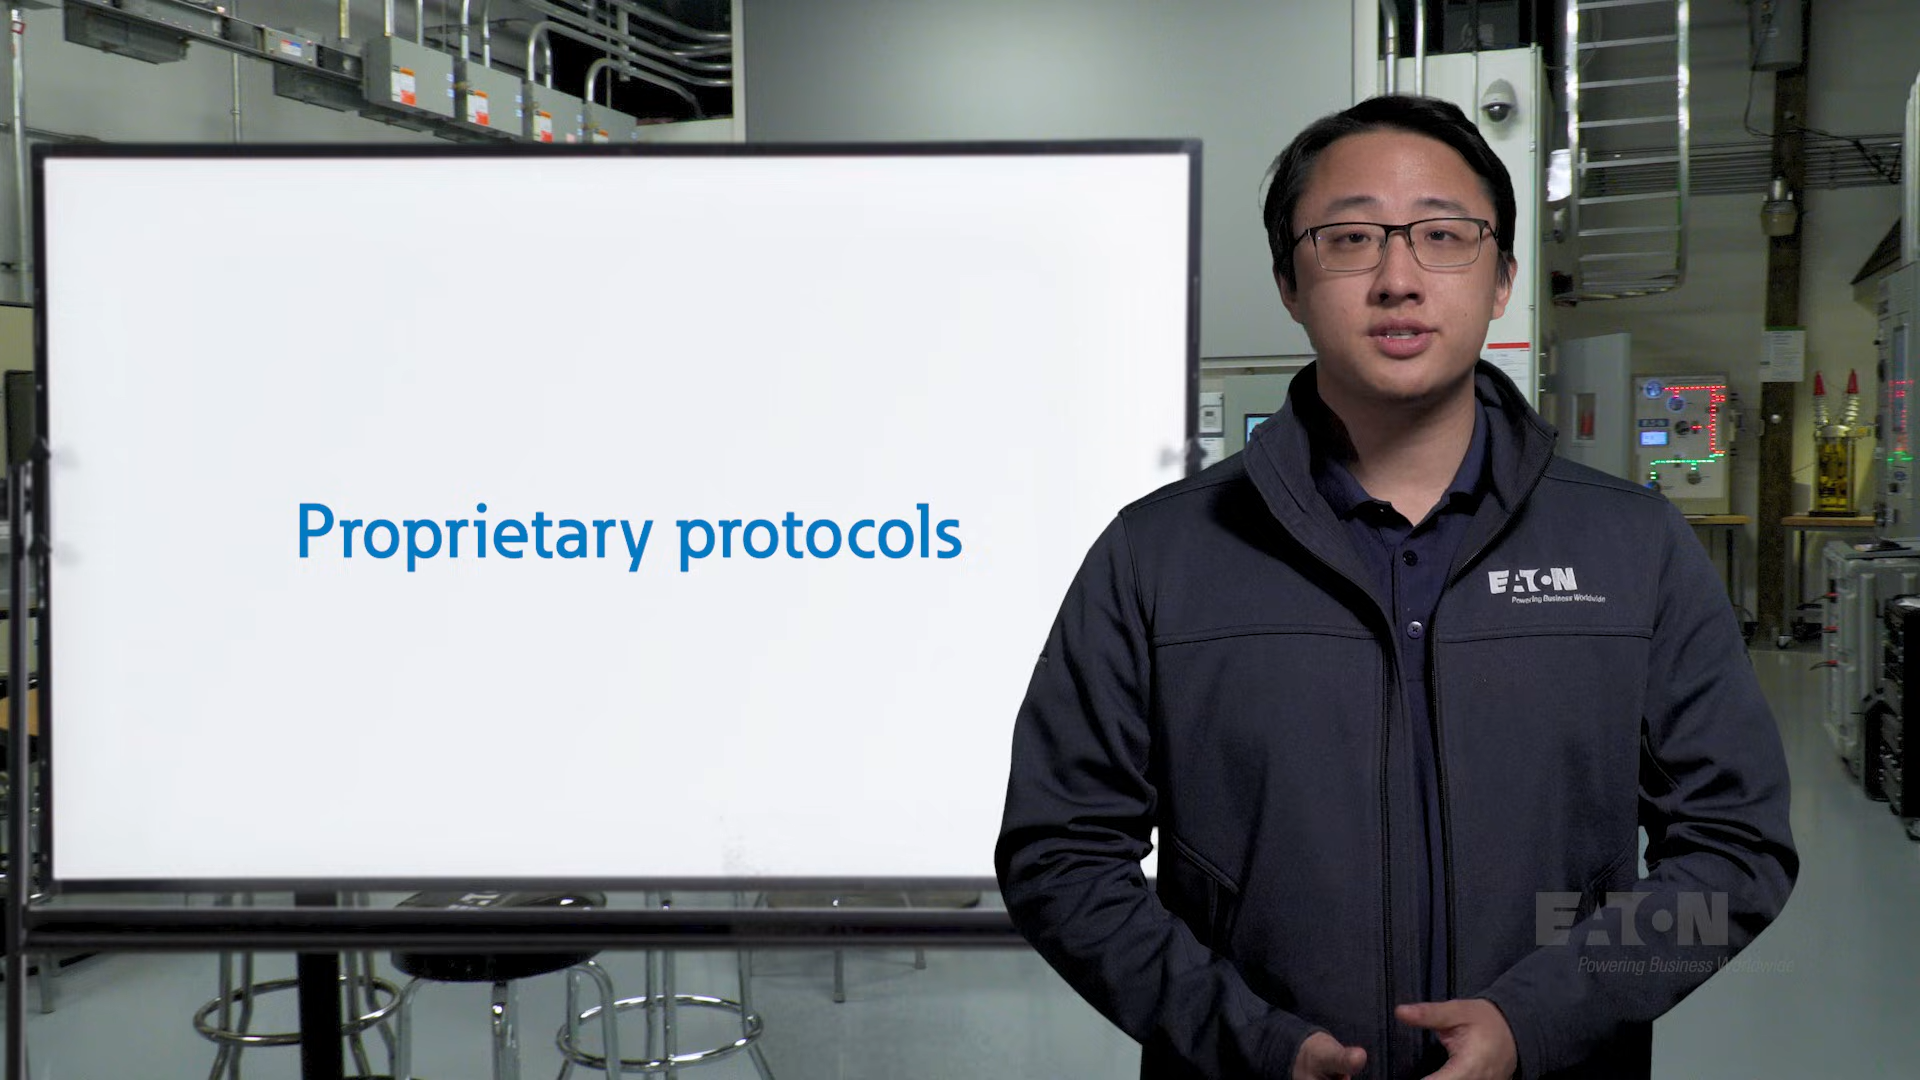 Proprietary protocols
EATON
Powering Business Worldwide
EATON
Powering Business Worldwide